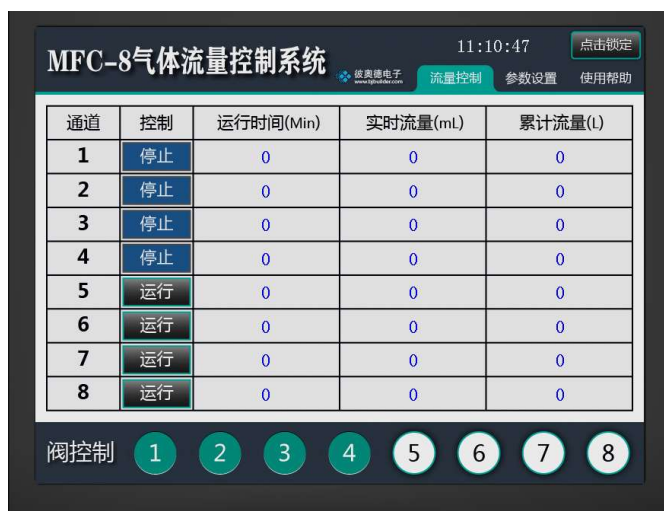 MFC-8气体流量控制系统
11:10:47
点击锁定
彼奥德电子
www.bjbuilder.com
流量控制 参数设置 使用帮助
通道 控制 运行时间(Min) 实时流量(mL) 累计流量(L)
1 停止 0 0 0
2 停止 0 0 0
3 停止 0 0 0
4 停止 0 0 0
5 运行 0 0 0
6 运行 0 0 0
7 运行 0 0 0
8 运行 0 0 0
阀控制 1 2 3 4 5 6 7 8